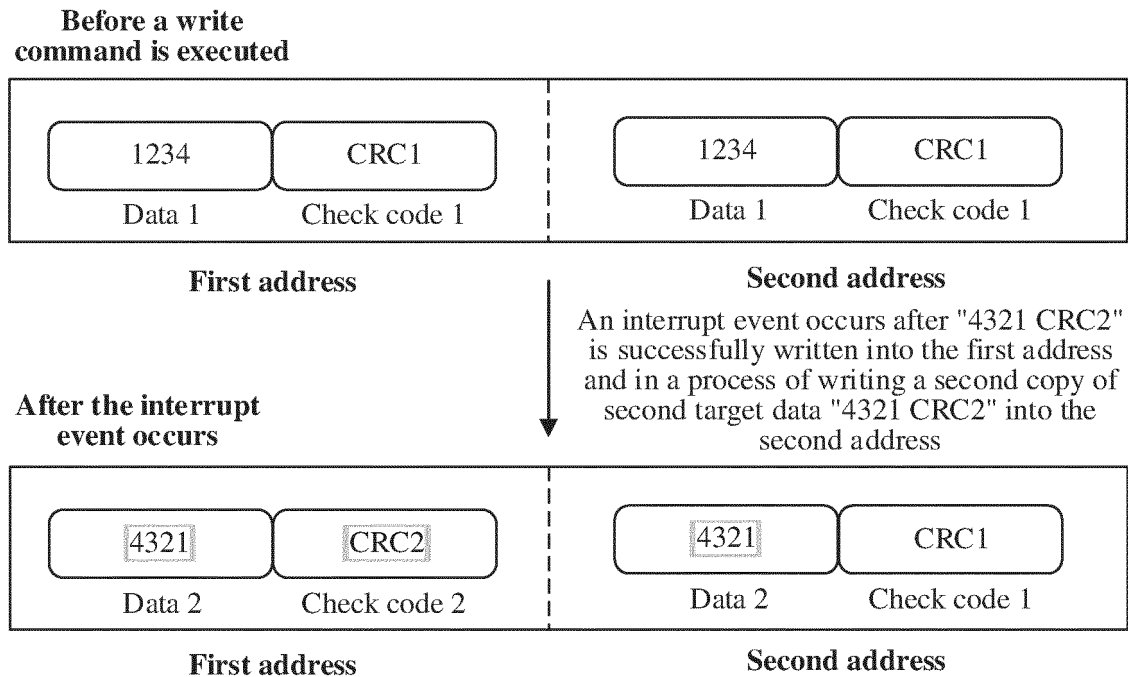 Before a write
command is executed
1234 CRC1 1234 CRC1
Data 1 Check code 1 Data 1 Check code 1
First address Second address
An interrupt event occurs after "4321 CRC2"
is successfully written into the first address
and in a process of writing a second copy of
second target data "4321 CRC2" into the
second address
After the interrupt
event occurs
4321 CRC2 4321 CRC1
Data 2 Check code 2 Data 2 Check code 1
First address Second address